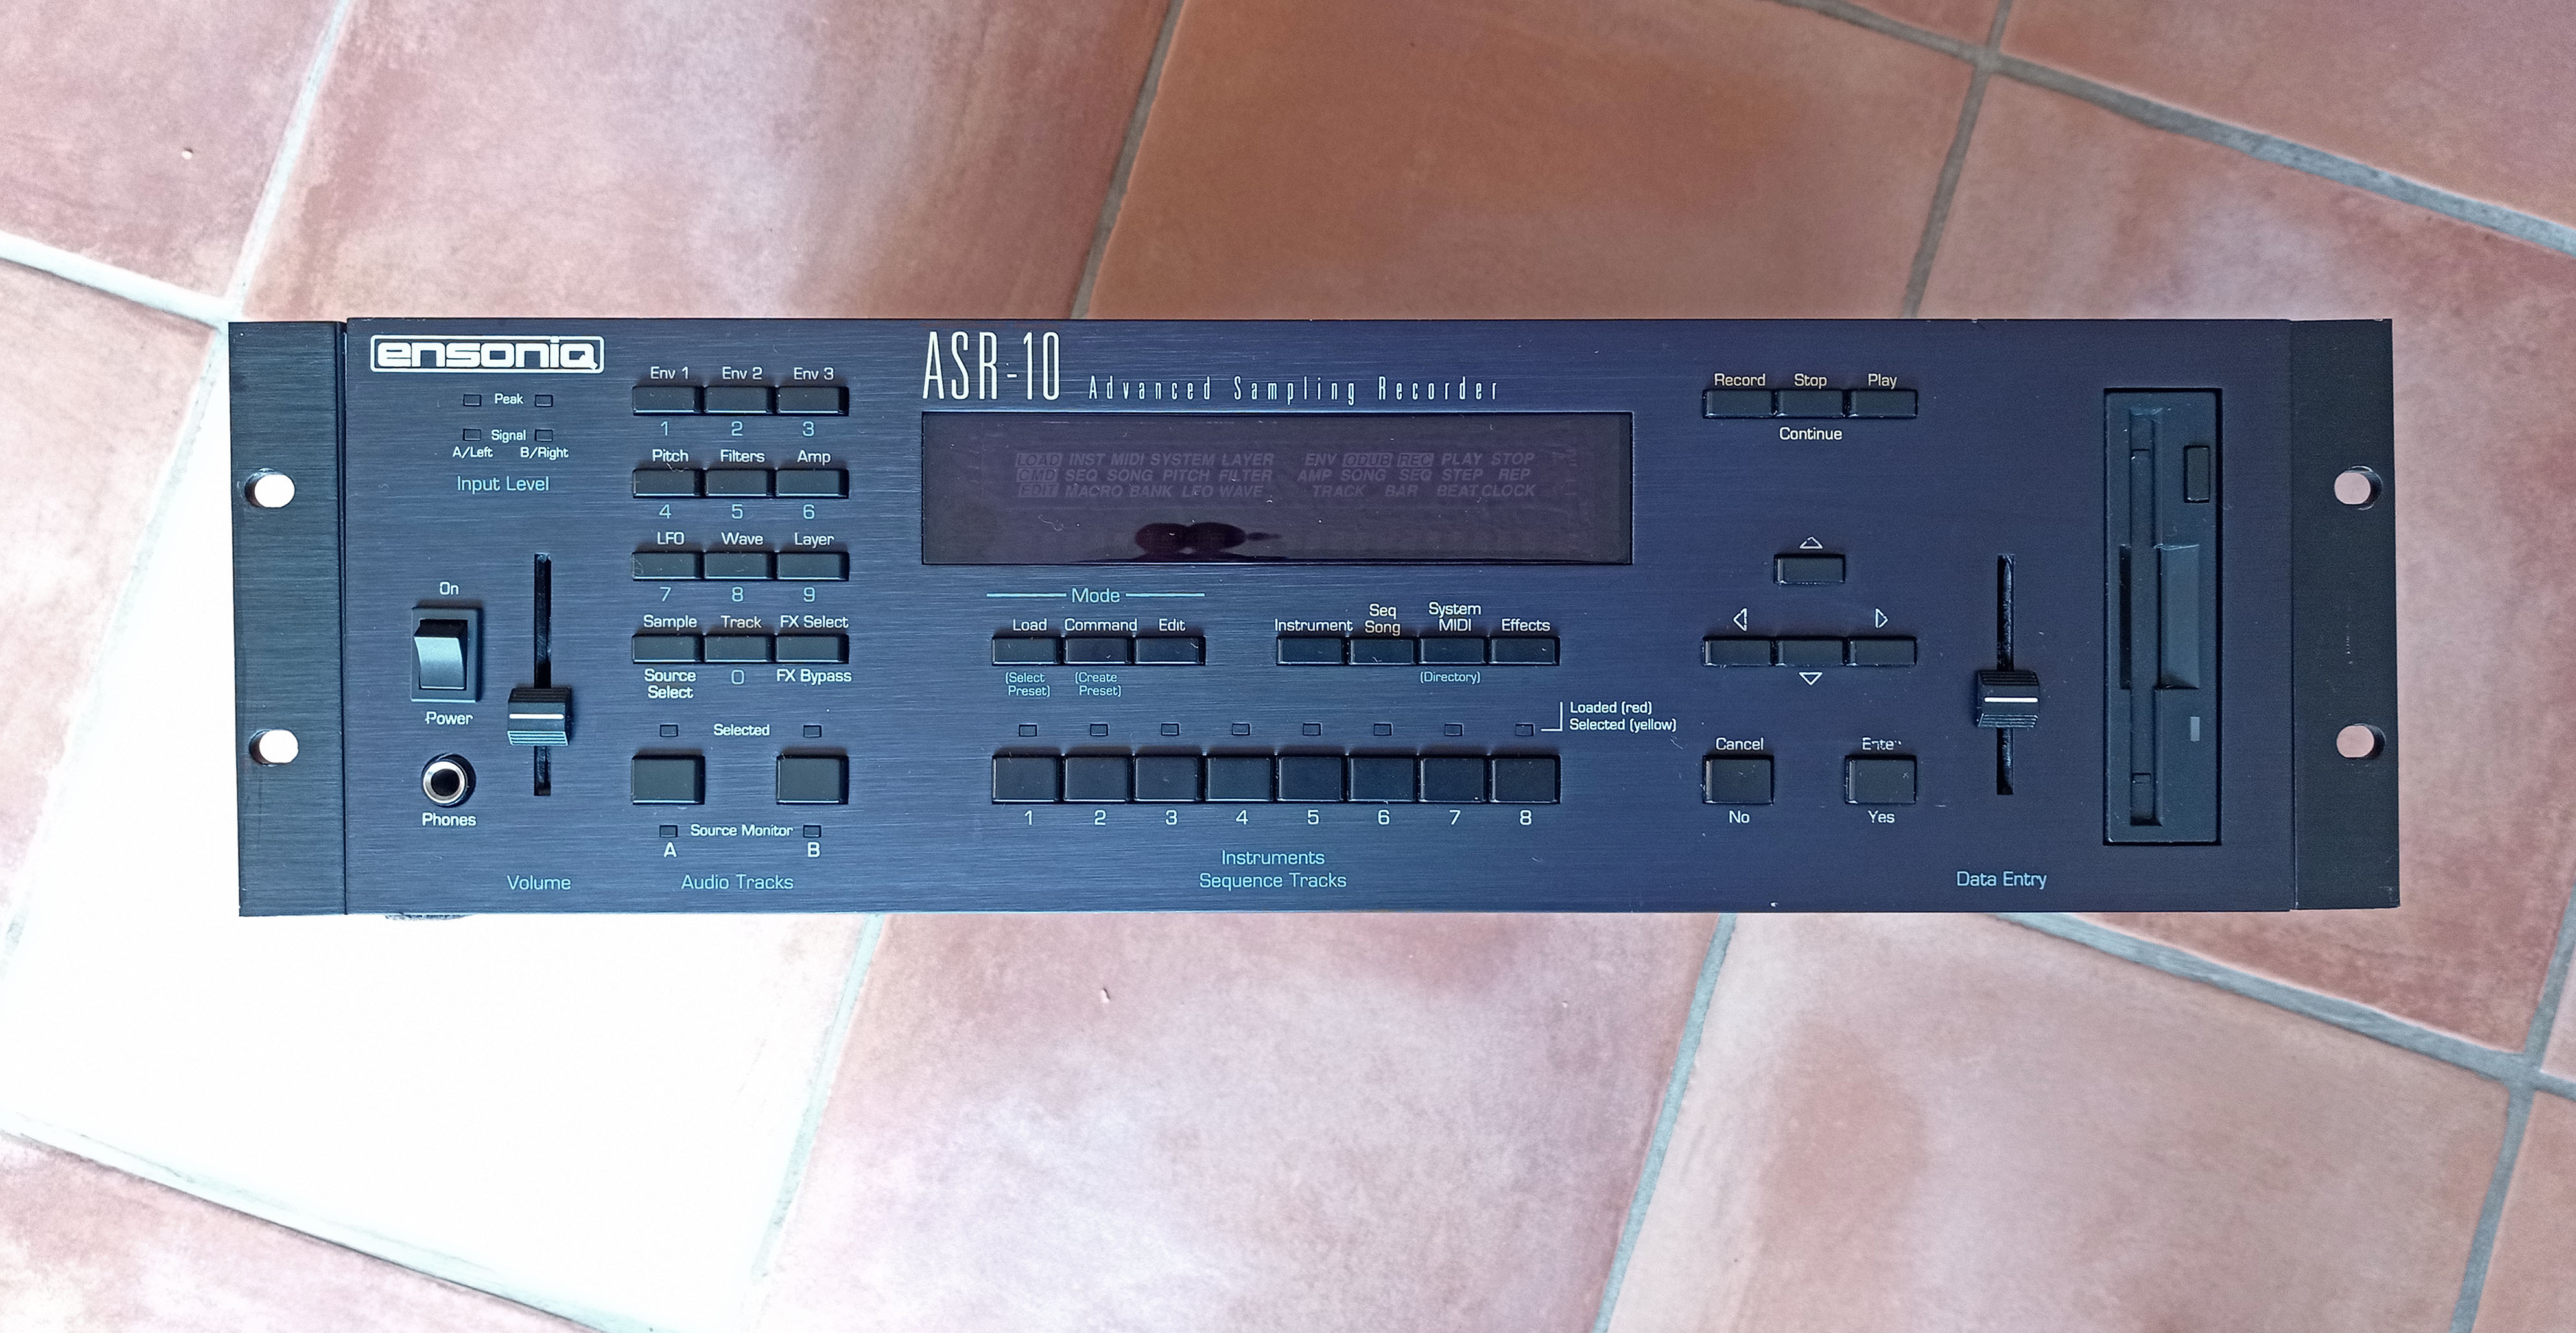 ensoniq
ASR-10 Advanced Sampling Recorder
Peak
Signal
A/Left B/Right
Input Level
On
Power
Phones
Volume
Env 1 Env 2 Env 3
1 2 3
Pitch Filters Amp
4 5 6
LFO Wave Layer
7 8 9
Sample Track FX Select
Source Select 0 FX Bypass
Selected
Source Monitor
A B
Audio Tracks
LOAD INST MIDI SYSTEM LAYER ENV ODUB REC PLAY STOP
CMD SEQ SONG PITCH FILTER AMP SONG SEQ STEP REP
EDIT MACRO BANK LFO WAVE TRACK BAR BEAT CLOCK
Mode
Load Command Edit
(Select Preset) (Create Preset)
Instrument Seq Song System MIDI Effects
(Directory)
Loaded (red)
Selected (yellow)
1 2 3 4 5 6 7 8
Instruments
Sequence Tracks
Record Stop Play
Continue
Cancel Enter
No Yes
Data Entry